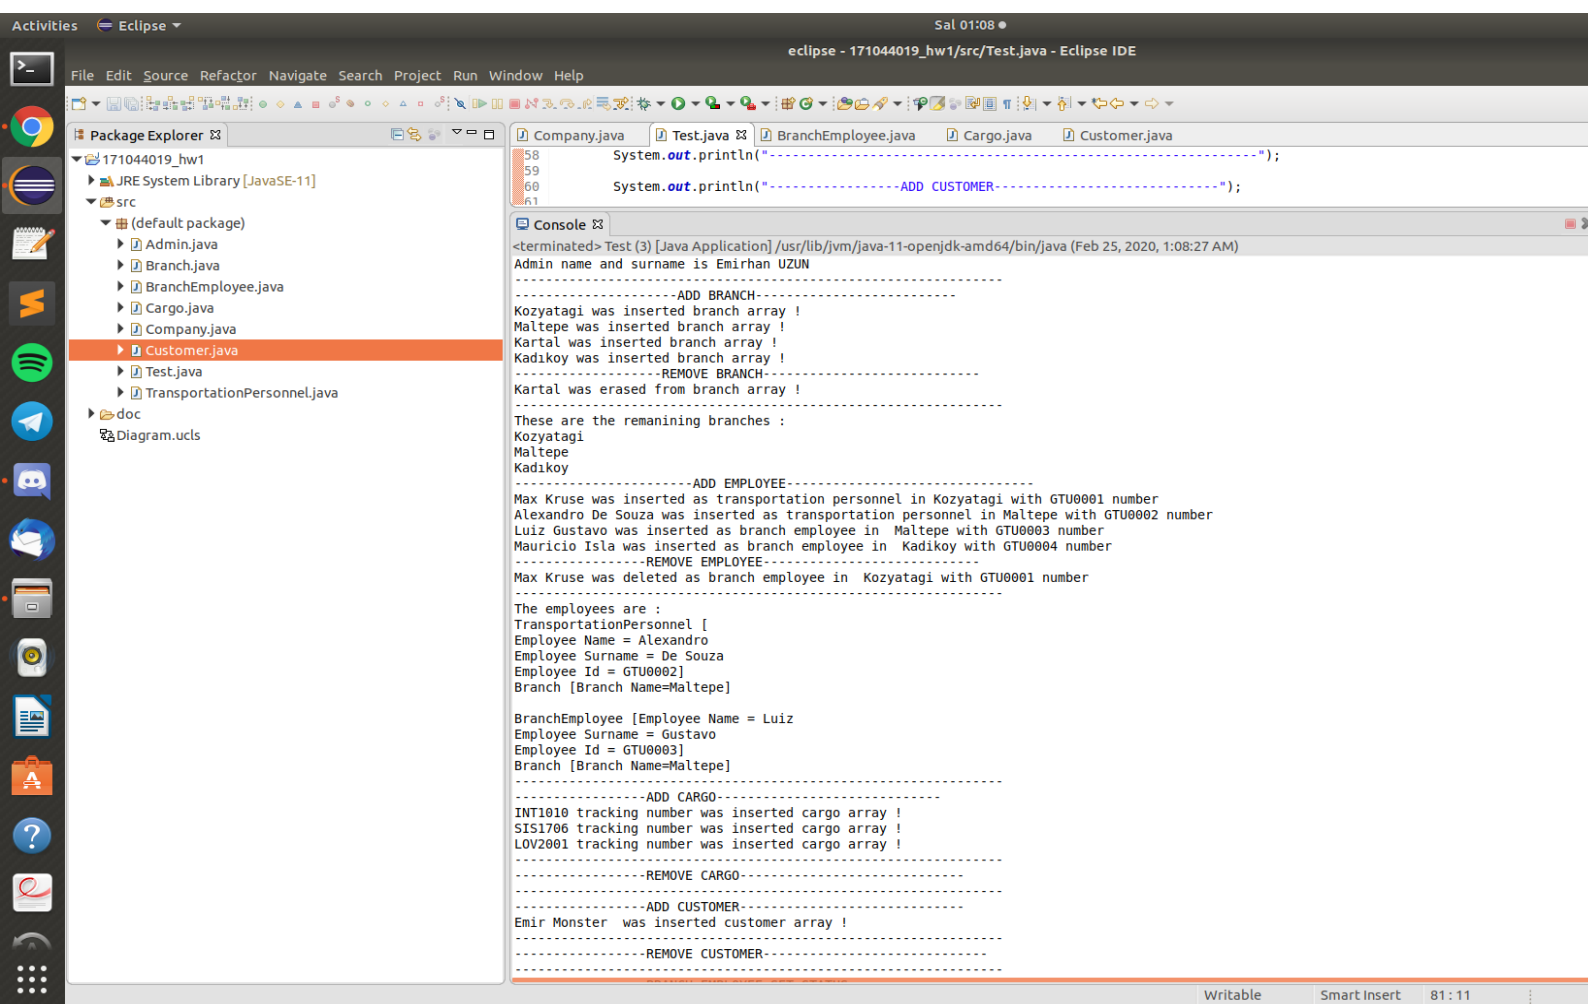 Activities Eclipse Sal 01:08
eclipse - 171044019_hw1/src/Test.java - Eclipse IDE
File Edit Source Refactor Navigate Search Project Run Window Help
Package Explorer
171044019_hw1
JRE System Library [JavaSE-11]
src
(default package)
Admin.java
Branch.java
BranchEmployee.java
Cargo.java
Company.java
Customer.java
Test.java
TransportationPersonnel.java
doc
Diagram.ucls
Company.java Test.java BranchEmployee.java Cargo.java Customer.java
58 System.out.println("---------------------------------------------------------------");
59
60 System.out.println("-----------------ADD CUSTOMER-----------------------------");
61
Console
<terminated> Test (3) [Java Application] /usr/lib/jvm/java-11-openjdk-amd64/bin/java (Feb 25, 2020, 1:08:27 AM)
Admin name and surname is Emirhan UZUN
---------------------------------------------------------------
---------------------ADD BRANCH--------------------------
Kozyatagi was inserted branch array !
Maltepe was inserted branch array !
Kartal was inserted branch array !
Kadıkoy was inserted branch array !
-------------------REMOVE BRANCH----------------------------
Kartal was erased from branch array !
---------------------------------------------------------------
These are the remanining branches :
Kozyatagi
Maltepe
Kadıkoy
-----------------------ADD EMPLOYEE--------------------------------
Max Kruse was inserted as transportation personnel in Kozyatagi with GTU0001 number
Alexandro De Souza was inserted as transportation personnel in Maltepe with GTU0002 number
Luiz Gustavo was inserted as branch employee in  Maltepe with GTU0003 number
Mauricio Isla was inserted as branch employee in  Kadikoy with GTU0004 number
-----------------REMOVE EMPLOYEE----------------------------
Max Kruse was deleted as branch employee in  Kozyatagi with GTU0001 number
---------------------------------------------------------------
The employees are :
TransportationPersonnel [
Employee Name = Alexandro
Employee Surname = De Souza
Employee Id = GTU0002]
Branch [Branch Name=Maltepe]
BranchEmployee [Employee Name = Luiz
Employee Surname = Gustavo
Employee Id = GTU0003]
Branch [Branch Name=Maltepe]
---------------------------------------------------------------
-----------------ADD CARGO-----------------------------
INT1010 tracking number was inserted cargo array !
SIS1706 tracking number was inserted cargo array !
LOV2001 tracking number was inserted cargo array !
---------------------------------------------------------------
-----------------REMOVE CARGO-----------------------------
---------------------------------------------------------------
-----------------ADD CUSTOMER-----------------------------
Emir Monster  was inserted customer array !
---------------------------------------------------------------
-----------------REMOVE CUSTOMER-----------------------------
---------------------------------------------------------------
Writable Smart Insert 81 : 11